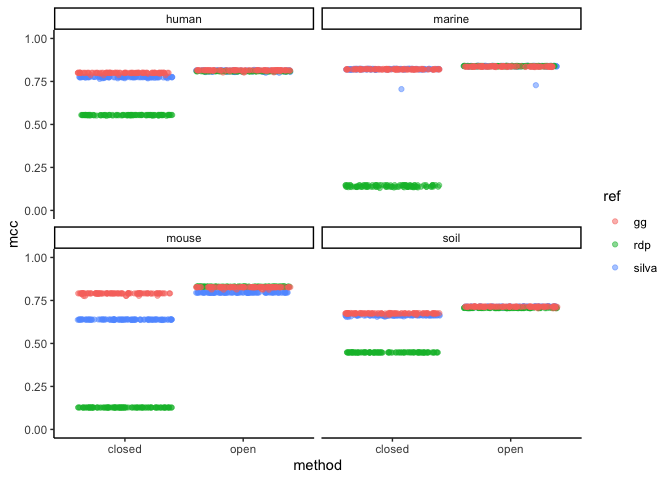 human
marine
1.00
0.75
0.50
0.25
0.00
mcc
mouse
soil
1.00
0.75
0.50
0.25
0.00
closed
open
closed
open
method
ref
gg
rdp
silva